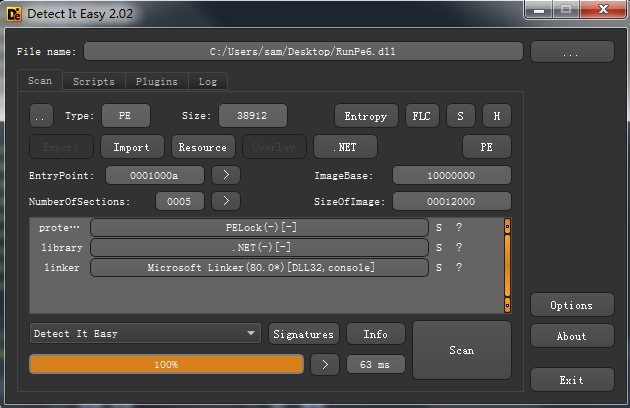 Detect It Easy 2.02
File name: C:/Users/sam/Desktop/RunPe6.dll ...
Scan Scripts Plugins Log
.. Type: PE Size: 38912 Entropy FLC S H
Export Import Resource Overlay .NET PE
EntryPoint: 0001000a > ImageBase: 10000000
NumberOfSections: 0005 > SizeOfImage: 00012000
prote… PELock(-)[-] S ?
library .NET(-)[-] S ?
linker Microsoft Linker(80.0*)[DLL32,console] S ?
Options
Detect It Easy Signatures Info Scan About
100% > 63 ms
Exit